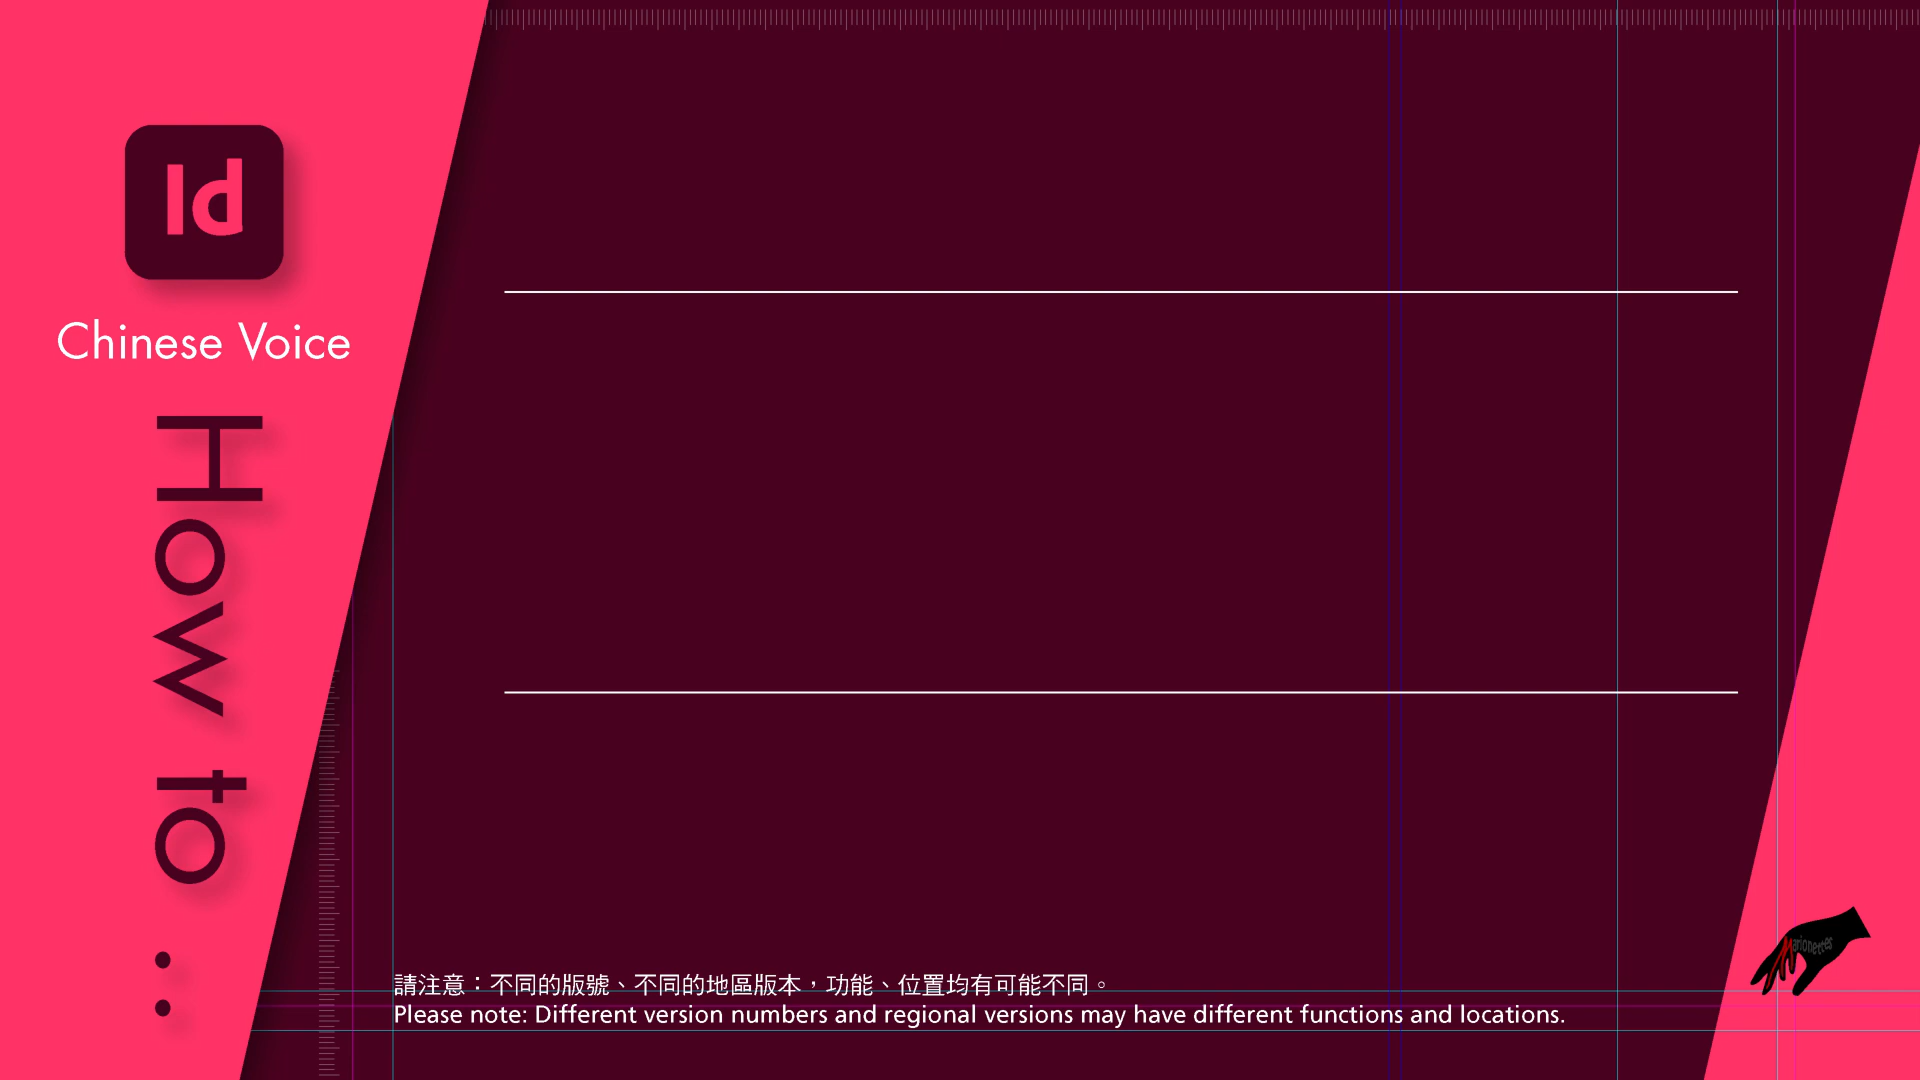 Id
Chinese Voice
How to :
請注意：不同的版號、不同的地區版本，功能、位置均有可能不同。
Please note: Different version numbers and regional versions may have different functions and locations.
Marionettes